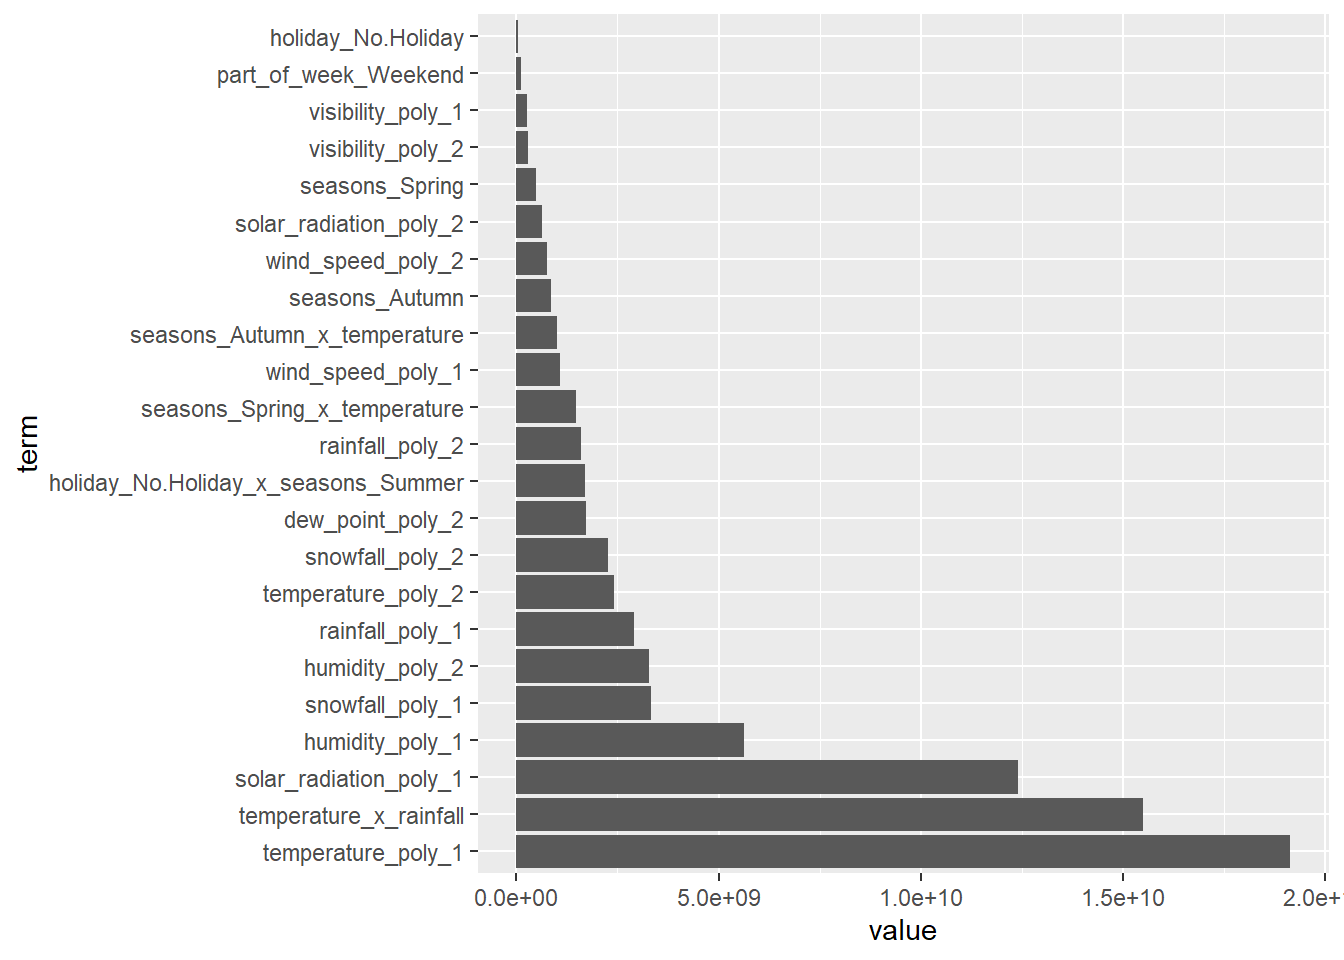 holiday_No.Holiday
part_of_week_Weekend
visibility_poly_1
visibility_poly_2
seasons_Spring
solar_radiation_poly_2
wind_speed_poly_2
seasons_Autumn
seasons_Autumn_x_temperature
wind_speed_poly_1
seasons_Spring_x_temperature
rainfall_poly_2
holiday_No.Holiday_x_seasons_Summer
dew_point_poly_2
snowfall_poly_2
temperature_poly_2
rainfall_poly_1
humidity_poly_2
snowfall_poly_1
humidity_poly_1
solar_radiation_poly_1
temperature_x_rainfall
temperature_poly_1
term
0.0e+00 5.0e+09 1.0e+10 1.5e+10
value